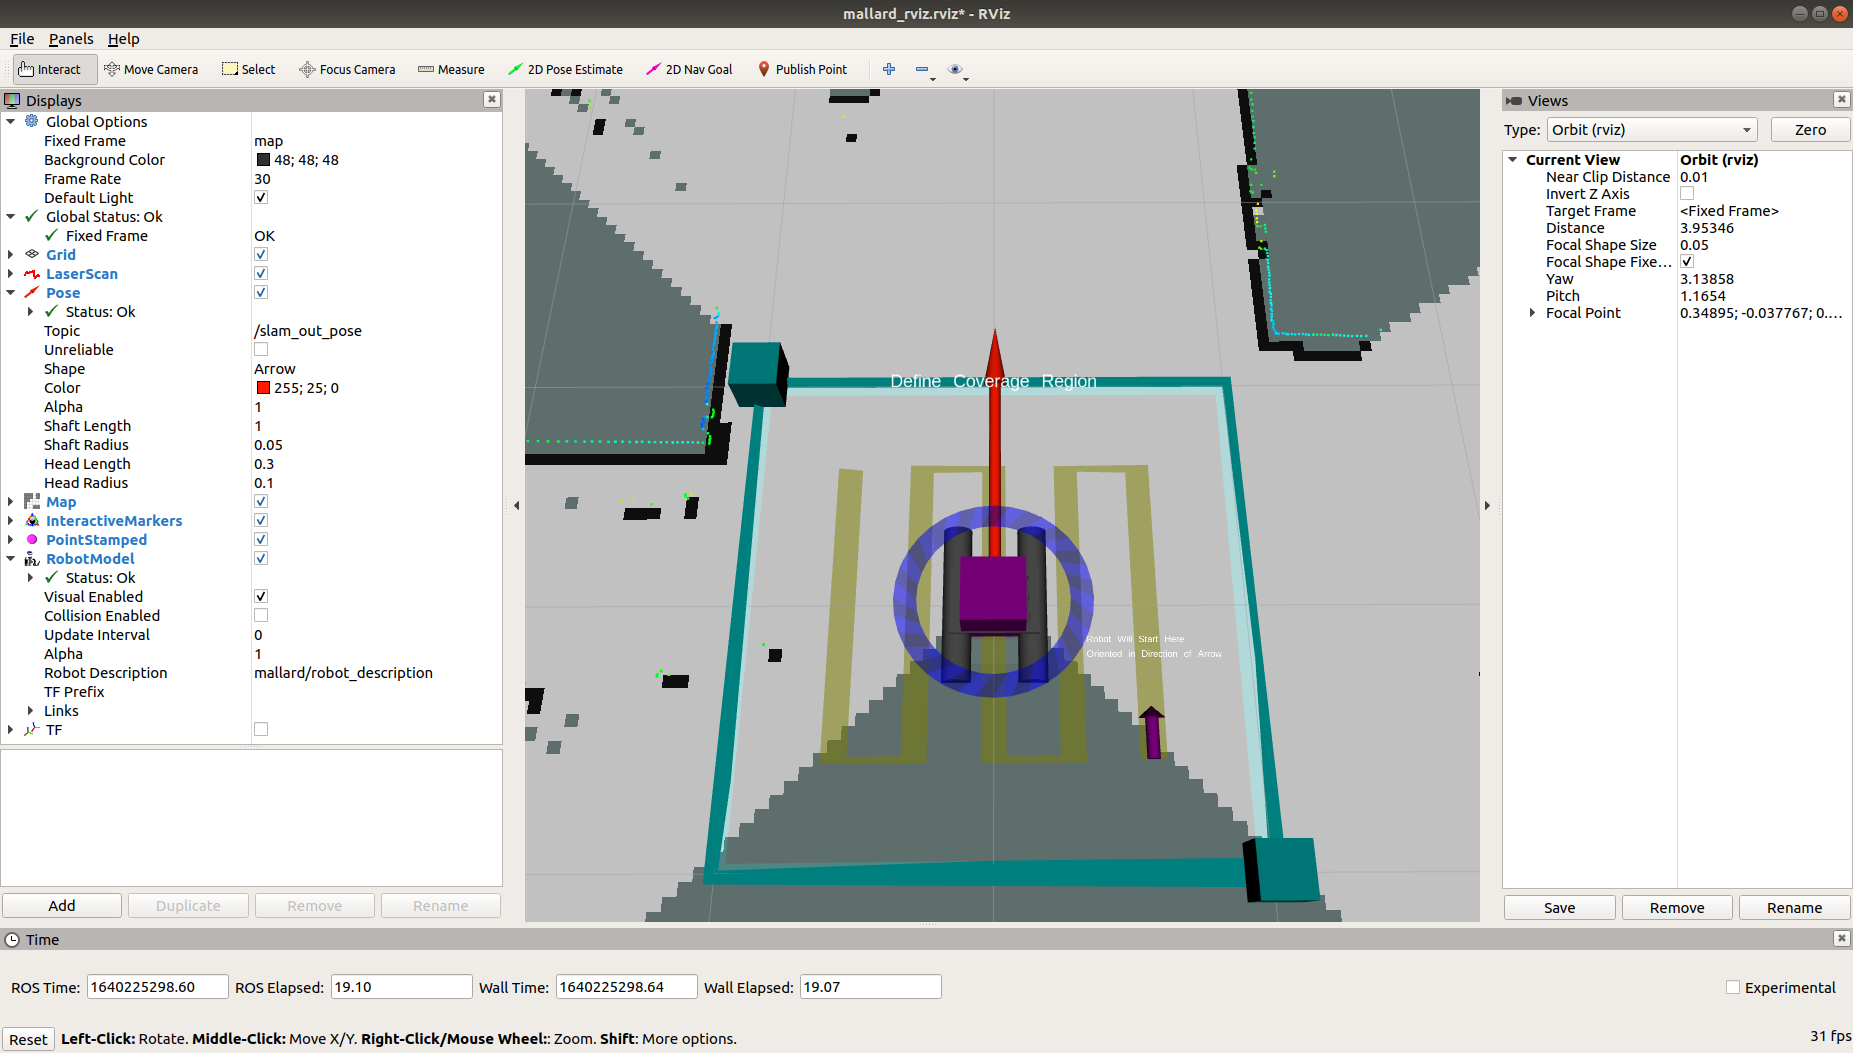 mallard_rviz.rviz* - RViz
File Panels Help
Interact Move Camera Select Focus Camera Measure 2D Pose Estimate 2D Nav Goal Publish Point
Displays
Global Options
Fixed Frame map
Background Color 48; 48; 48
Frame Rate 30
Default Light
Global Status: Ok
Fixed Frame OK
Grid
LaserScan
Pose
Status: Ok
Topic /slam_out_pose
Unreliable
Shape Arrow
Color 255; 25; 0
Alpha 1
Shaft Length 1
Shaft Radius 0.05
Head Length 0.3
Head Radius 0.1
Map
InteractiveMarkers
PointStamped
RobotModel
Status: Ok
Visual Enabled
Collision Enabled
Update Interval 0
Alpha 1
Robot Description mallard/robot_description
TF Prefix
Links
TF
Add Duplicate Remove Rename
Define Coverage Region
Robot Will Start Here
Oriented in Direction of Arrow
Views
Type: Orbit (rviz) Zero
Current View Orbit (rviz)
Near Clip Distance 0.01
Invert Z Axis
Target Frame <Fixed Frame>
Distance 3.95346
Focal Shape Size 0.05
Focal Shape Fixe...
Yaw 3.13858
Pitch 1.1654
Focal Point 0.34895; -0.037767; 0....
Save Remove Rename
Time
ROS Time: 1640225298.60 ROS Elapsed: 19.10 Wall Time: 1640225298.64 Wall Elapsed: 19.07 Experimental
Reset Left-Click: Rotate. Middle-Click: Move X/Y. Right-Click/Mouse Wheel:: Zoom. Shift: More options. 31 fps